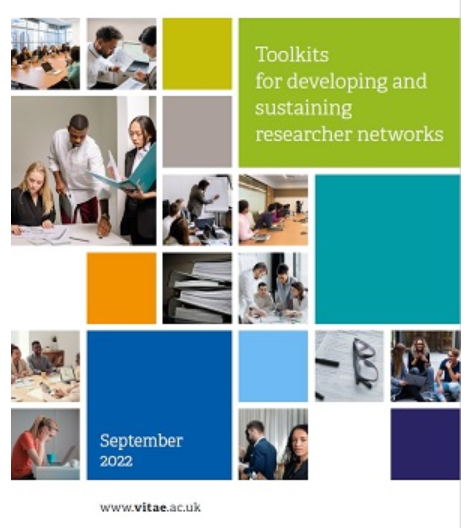 Toolkits
for developing and
sustaining
researcher networks
September
2022
www.vitae.ac.uk